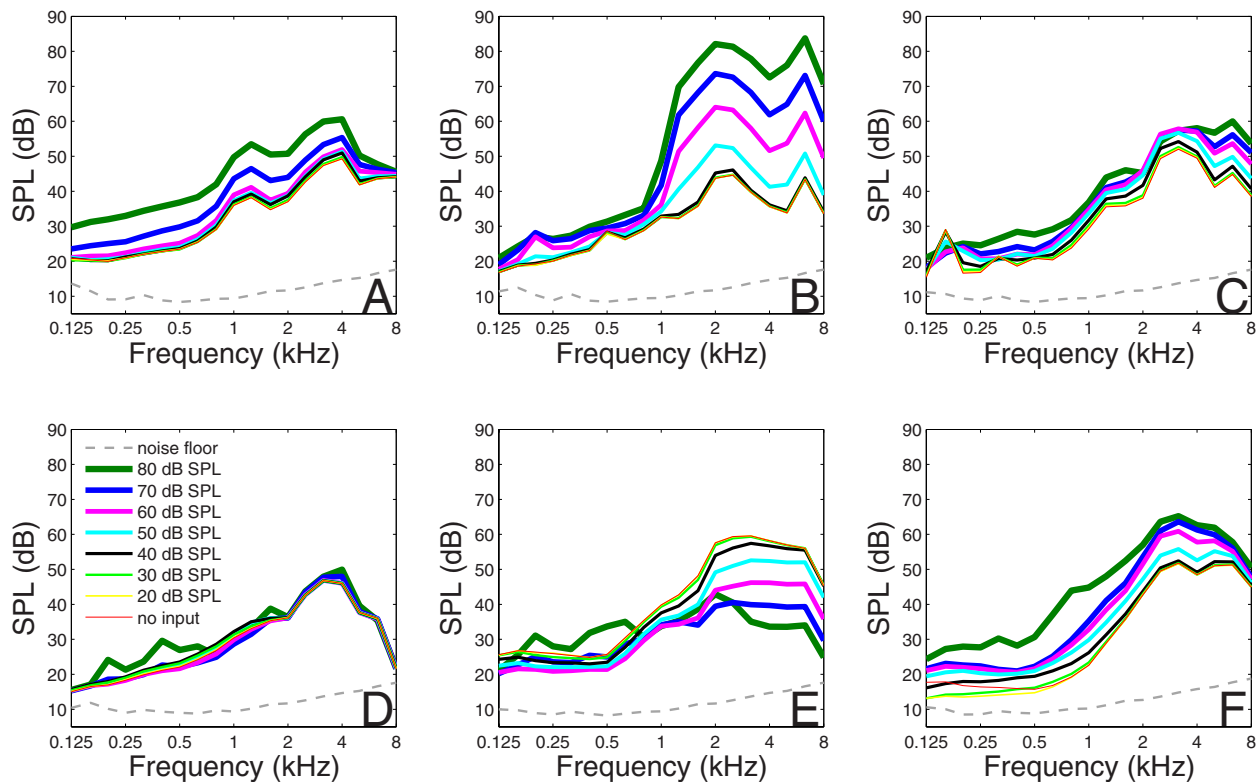 90
80
70
60
50
40
30
20
10
SPL (dB)
0.125 0.25 0.5 1 2 4 8
Frequency (kHz)
A
90
80
70
60
50
40
30
20
10
SPL (dB)
0.125 0.25 0.5 1 2 4 8
Frequency (kHz)
B
90
80
70
60
50
40
30
20
10
SPL (dB)
0.125 0.25 0.5 1 2 4 8
Frequency (kHz)
C
90
80
70
60
50
40
30
20
10
SPL (dB)
noise floor
80 dB SPL
70 dB SPL
60 dB SPL
50 dB SPL
40 dB SPL
30 dB SPL
20 dB SPL
no input
0.125 0.25 0.5 1 2 4 8
Frequency (kHz)
D
90
80
70
60
50
40
30
20
10
SPL (dB)
0.125 0.25 0.5 1 2 4 8
Frequency (kHz)
E
90
80
70
60
50
40
30
20
10
SPL (dB)
0.125 0.25 0.5 1 2 4 8
Frequency (kHz)
F